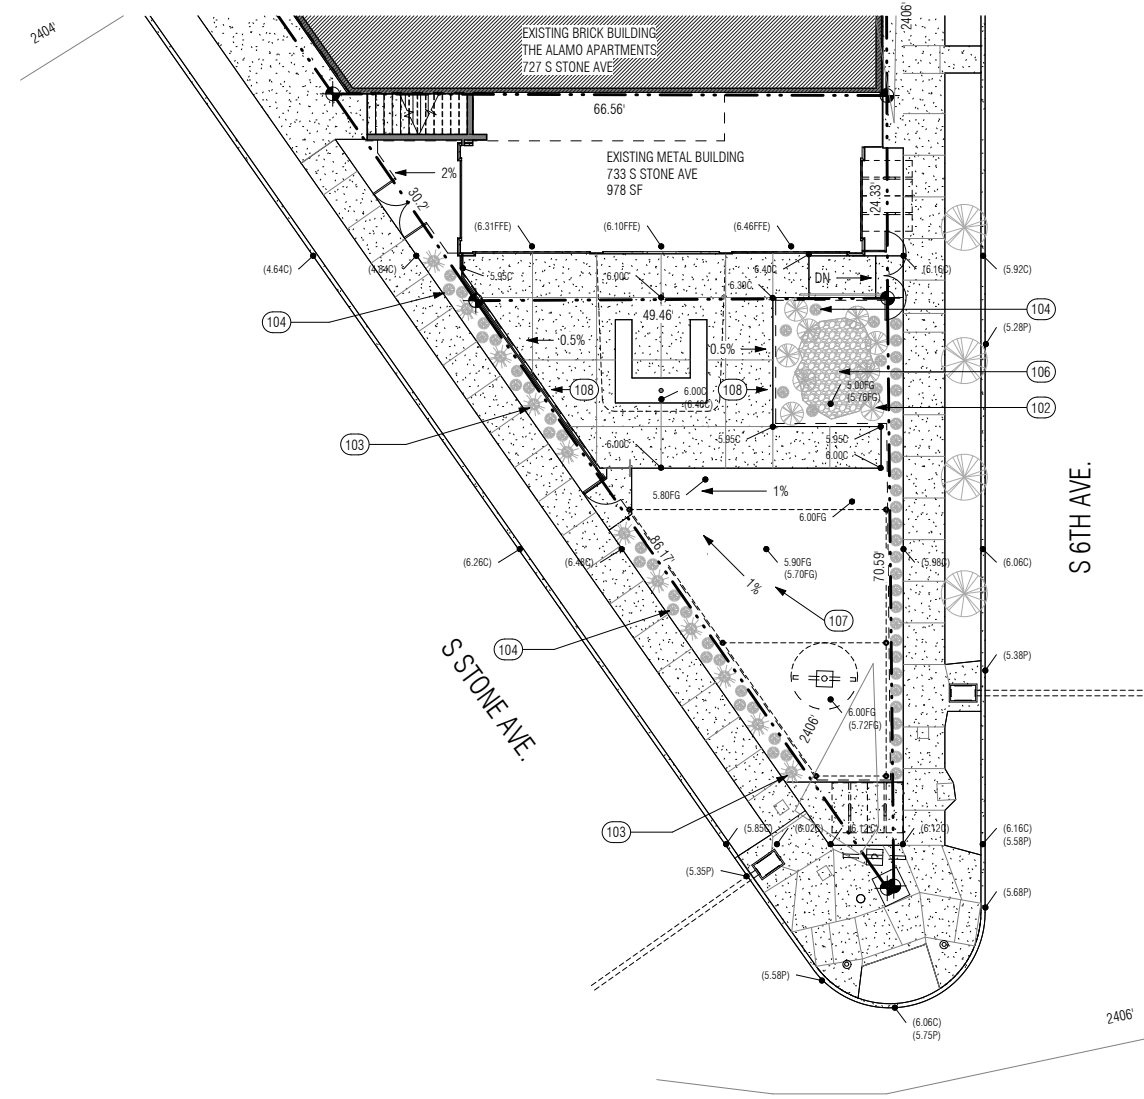 2404'
2406'
EXISTING BRICK BUILDING
THE ALAMO APARTMENTS
727 S STONE AVE
66.56'
EXISTING METAL BUILDING
733 S STONE AVE
978 SF
2%
30.2'
24.33'
(6.31FFE)
(6.10FFE)
(6.46FFE)
(4.64C)
(4.84C)
5.95C
6.00C
6.40C
6.30C
DN
(6.16C)
(5.92C)
104
49.46'
104
(5.28P)
0.5%
0.5%
106
108
108
6.00C
5.00FG
(5.76FG)
102
103
6.00C
5.95C
5.95C
6.00C
5.80FG
1%
6.00FG
S 6TH AVE.
86.17'
5.90FG
(5.70FG)
70.59'
(6.26C)
(6.48C)
(5.98C)
(6.06C)
1%
107
104
S STONE AVE.
(5.38P)
6.00FG
(5.72FG)
2406'
103
(5.85C)
(6.02C)
(6.12C)
(6.12C)
(6.16C)
(5.58P)
(5.35P)
(5.68P)
(5.58P)
(6.06C)
(5.75P)
2406'